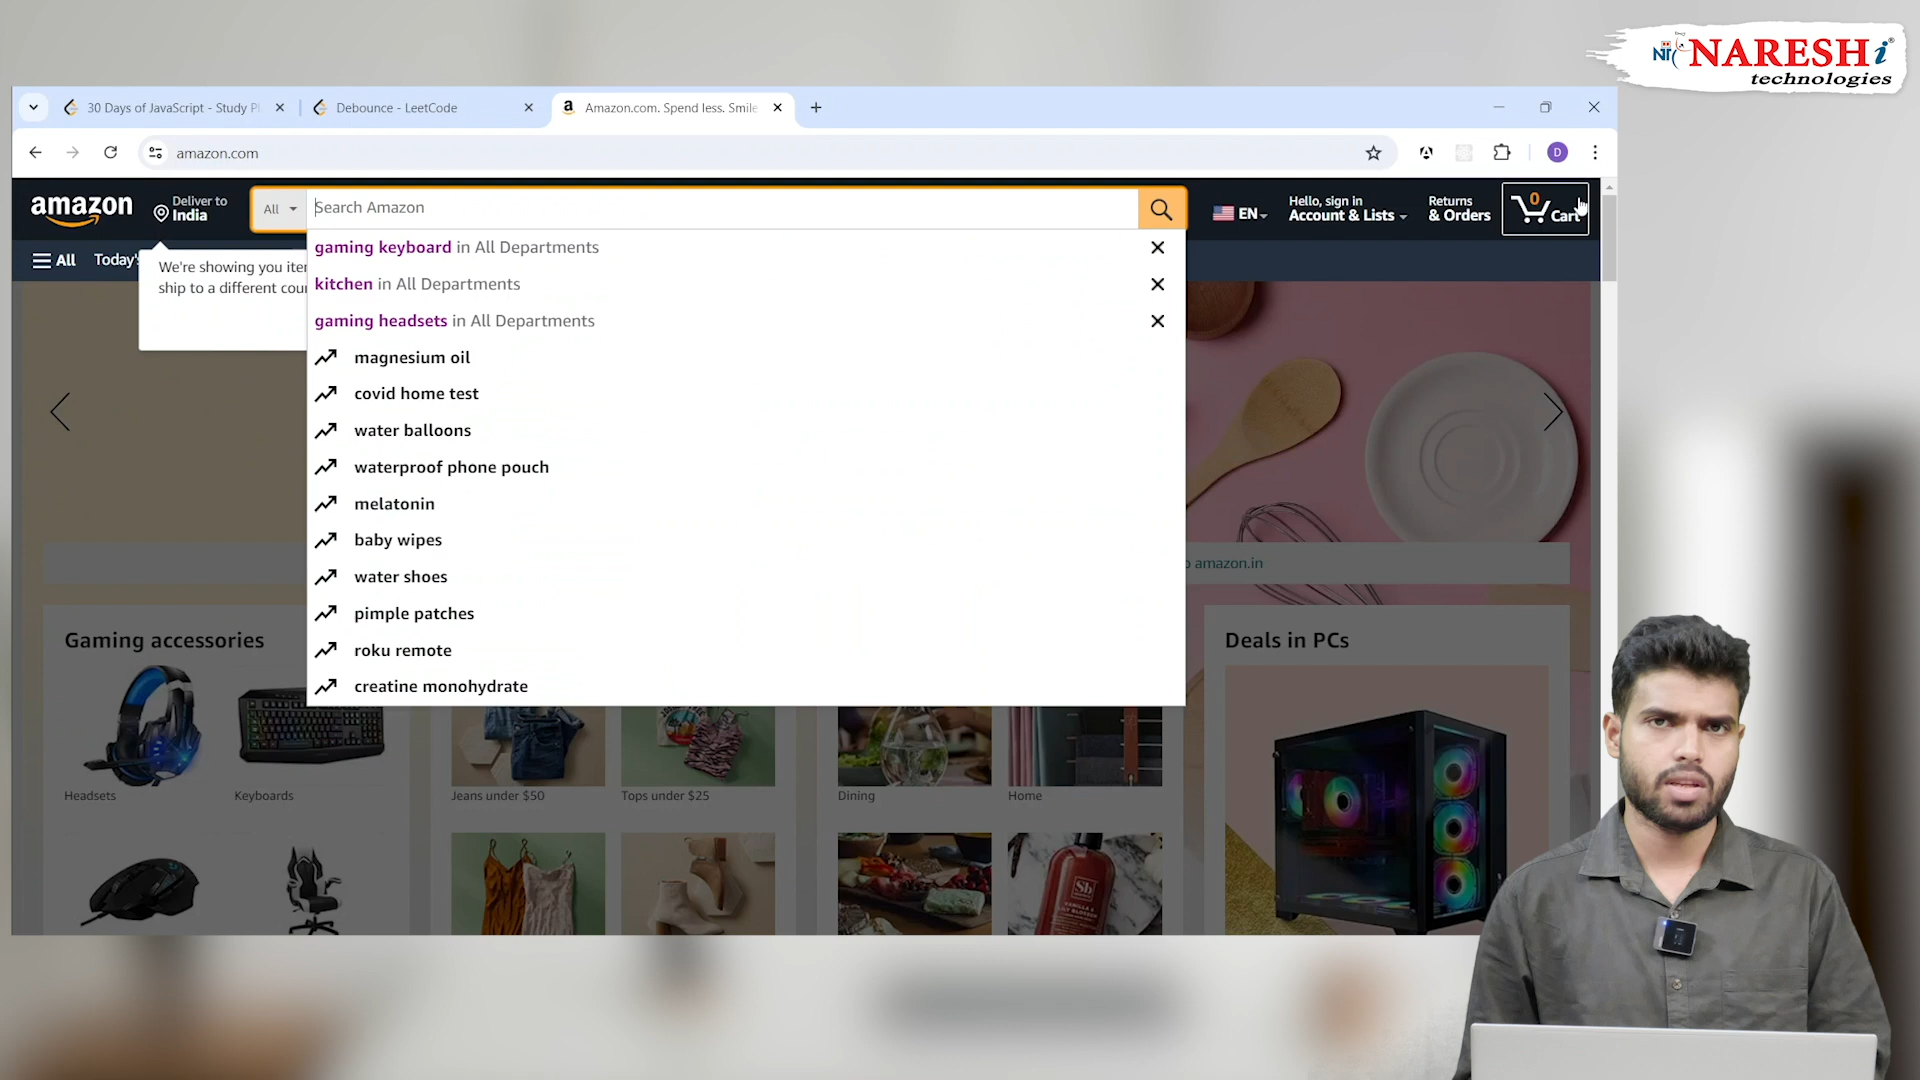 NARESH i
technologies
30 Days of JavaScript - Study Pl
Debounce - LeetCode
Amazon.com. Spend less. Smile
amazon.com
D
amazon
Deliver to
India
All
Search Amazon
EN
Hello, sign in
Account & Lists
Returns
& Orders
0
Cart
All
Today's
We're showing you iter
ship to a different cour
gaming keyboard in All Departments
kitchen in All Departments
gaming headsets in All Departments
magnesium oil
covid home test
water balloons
waterproof phone pouch
melatonin
baby wipes
water shoes
pimple patches
roku remote
creatine monohydrate
amazon.in
Gaming accessories
Deals in PCs
Headsets
Keyboards
Jeans under $50
Tops under $25
Dining
Home
Sb